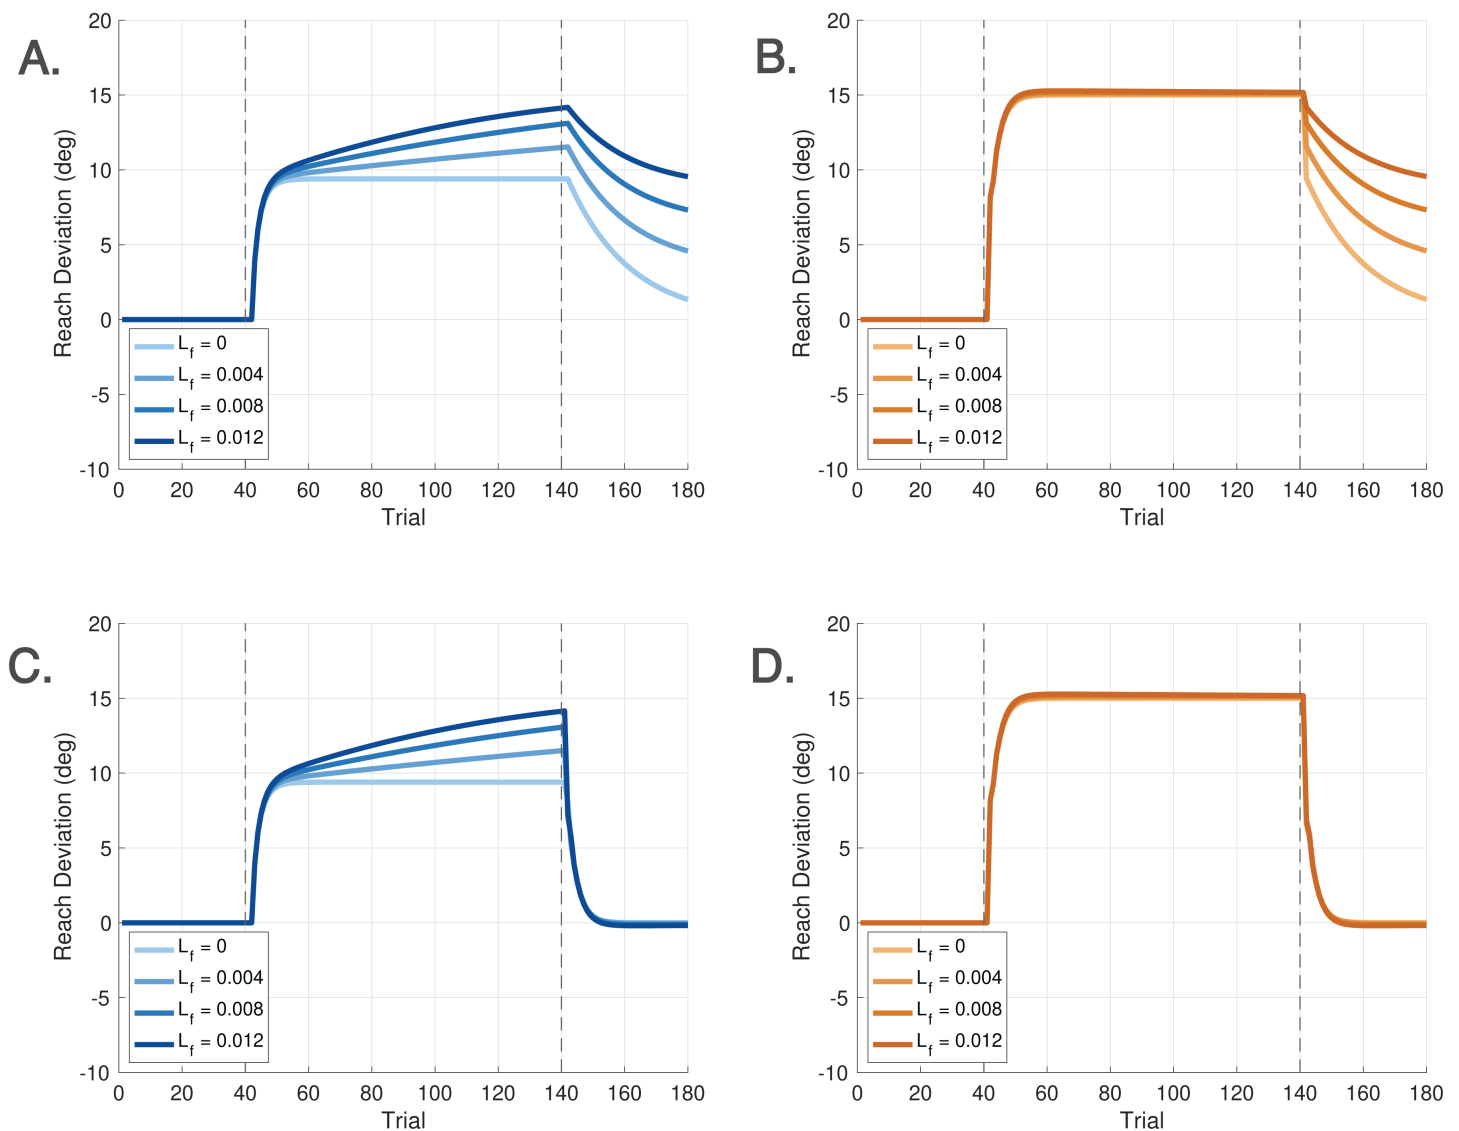 A.
20
15
10
5
0
-5
-10
Reach Deviation (deg)
L_f = 0
L_f = 0.004
L_f = 0.008
L_f = 0.012
0 20 40 60 80 100 120 140 160 180
Trial
B.
20
15
10
5
0
-5
-10
Reach Deviation (deg)
L_f = 0
L_f = 0.004
L_f = 0.008
L_f = 0.012
0 20 40 60 80 100 120 140 160 180
Trial
C.
20
15
10
5
0
-5
-10
Reach Deviation (deg)
L_f = 0
L_f = 0.004
L_f = 0.008
L_f = 0.012
0 20 40 60 80 100 120 140 160 180
Trial
D.
20
15
10
5
0
-5
-10
Reach Deviation (deg)
L_f = 0
L_f = 0.004
L_f = 0.008
L_f = 0.012
0 20 40 60 80 100 120 140 160 180
Trial